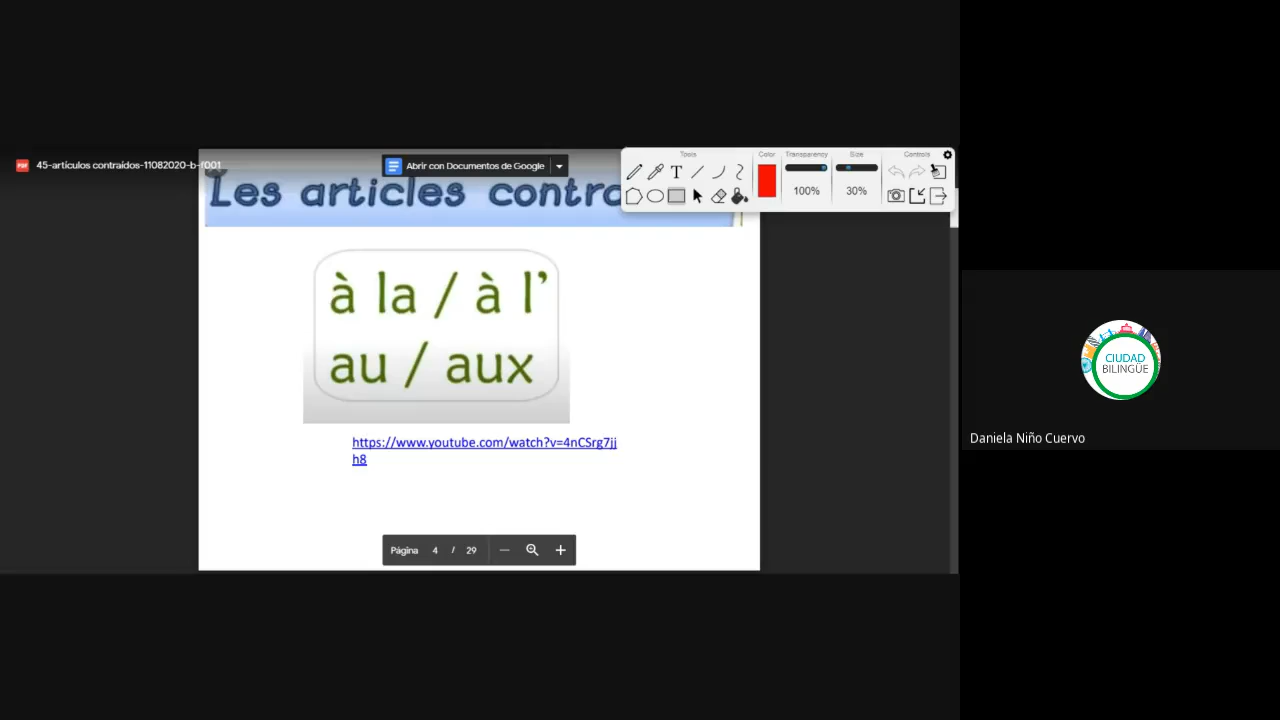 45-artículos contraídos-11082020-b-f001
Abrir con Documentos de Google
Tools
Color
Transparency
Size
Controls
100%
30%
Les articles contra
à la / à l’
au / aux
https://www.youtube.com/watch?v=4nCSrg7jj
h8
Página 4 / 29
CIUDAD
BILINGÜE
Daniela Niño Cuervo